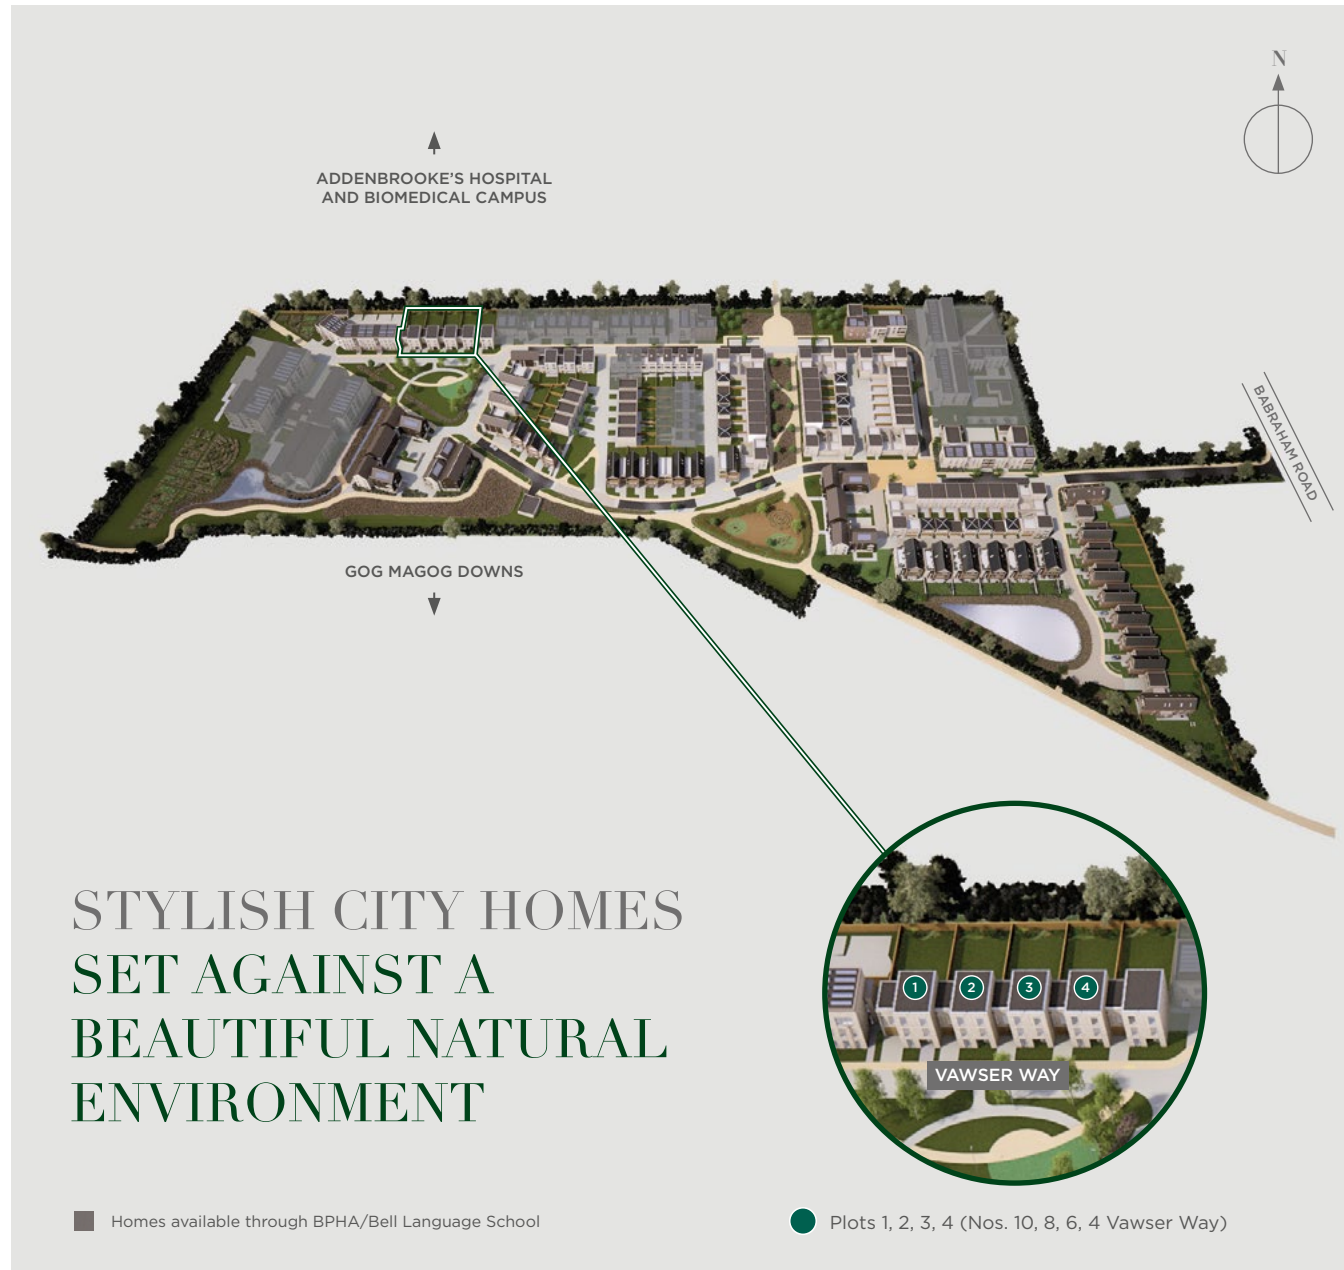 N
ADDENBROOKE'S HOSPITAL
AND BIOMEDICAL CAMPUS
BABRAHAM ROAD
GOG MAGOG DOWNS
STYLISH CITY HOMES
SET AGAINST A
BEAUTIFUL NATURAL
ENVIRONMENT
1
2
3
4
VAWSER WAY
Homes available through BPHA/Bell Language School
Plots 1, 2, 3, 4 (Nos. 10, 8, 6, 4 Vawser Way)